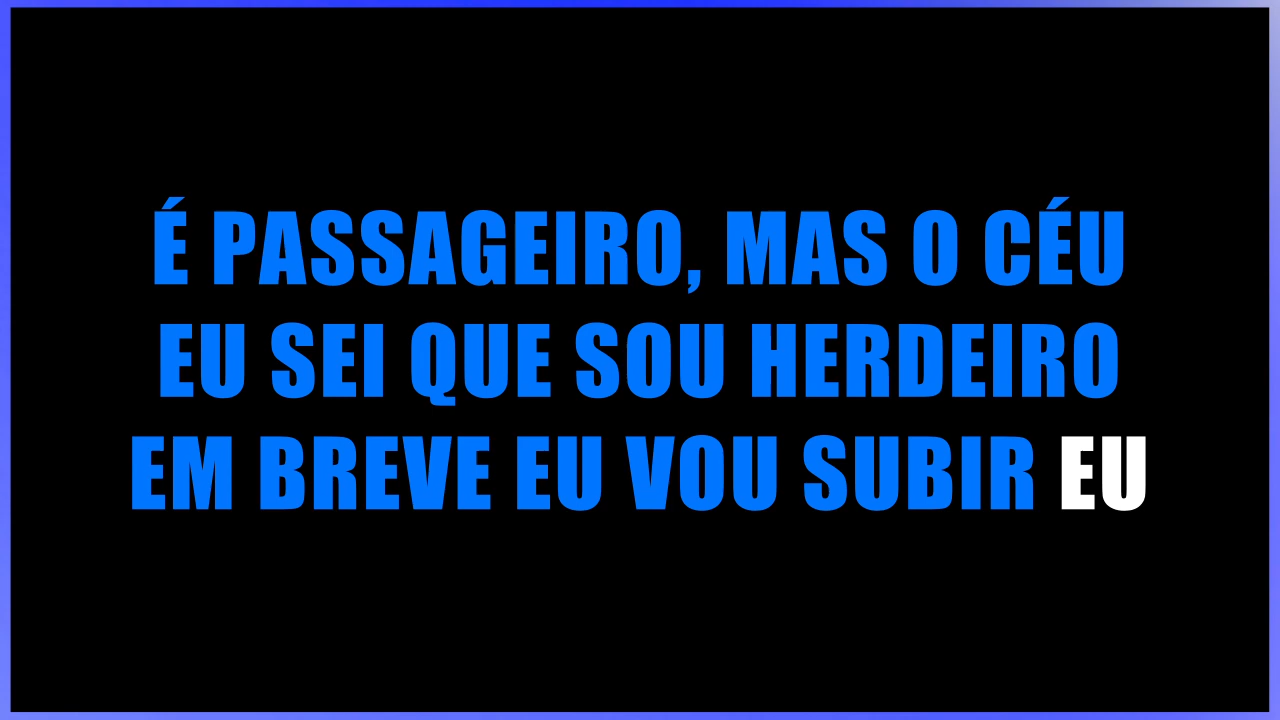 É PASSAGEIRO, MAS O CÉU
EU SEI QUE SOU HERDEIRO
EM BREVE EU VOU SUBIR EU